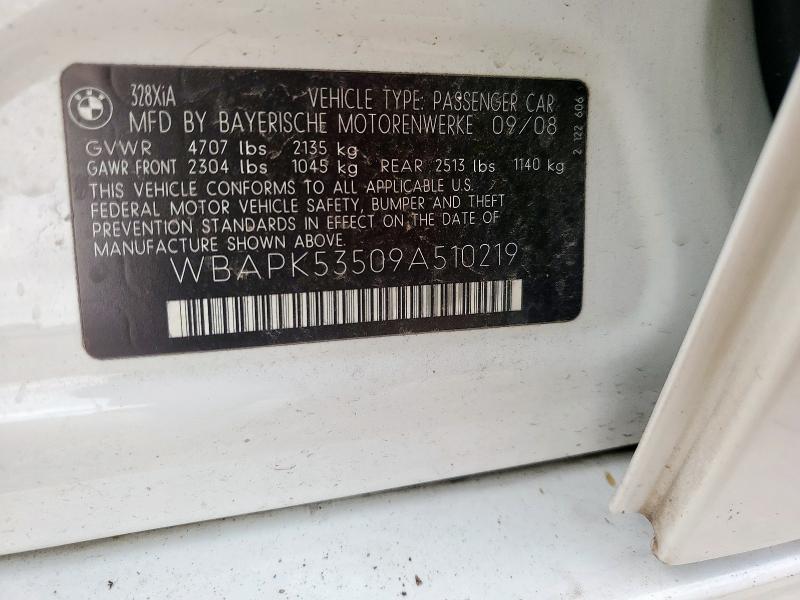 BMW
328XiA VEHICLE TYPE: PASSENGER CAR
MFD BY BAYERISCHE MOTORENWERKE 09/08
GVWR 4707 lbs 2135 kg
GAWR FRONT 2304 lbs 1045 kg REAR 2513 lbs 1140 kg
THIS VEHICLE CONFORMS TO ALL APPLICABLE U.S.
FEDERAL MOTOR VEHICLE SAFETY, BUMPER AND THEFT
PREVENTION STANDARDS IN EFFECT ON THE DATE OF
MANUFACTURE SHOWN ABOVE.
WBAPK53509A510219
2 122 606